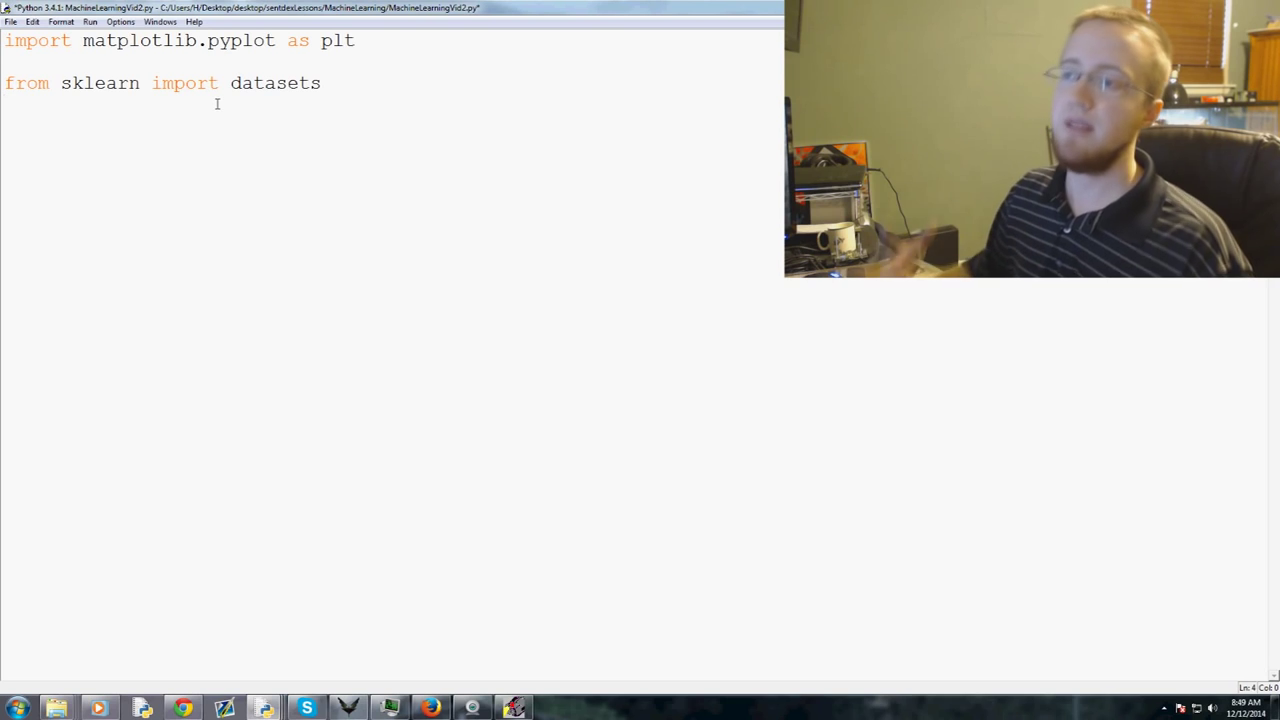 *Python 3.4.1: MachineLearningVid2.py - C:/Users/H/Desktop/desktop/sentdexLessons/MachineLearning/MachineLearningVid2.py*
File Edit Format Run Options Windows Help
import matplotlib.pyplot as plt
from sklearn import datasets
Ln: 4 Col: 0
8:49 AM
12/12/2014